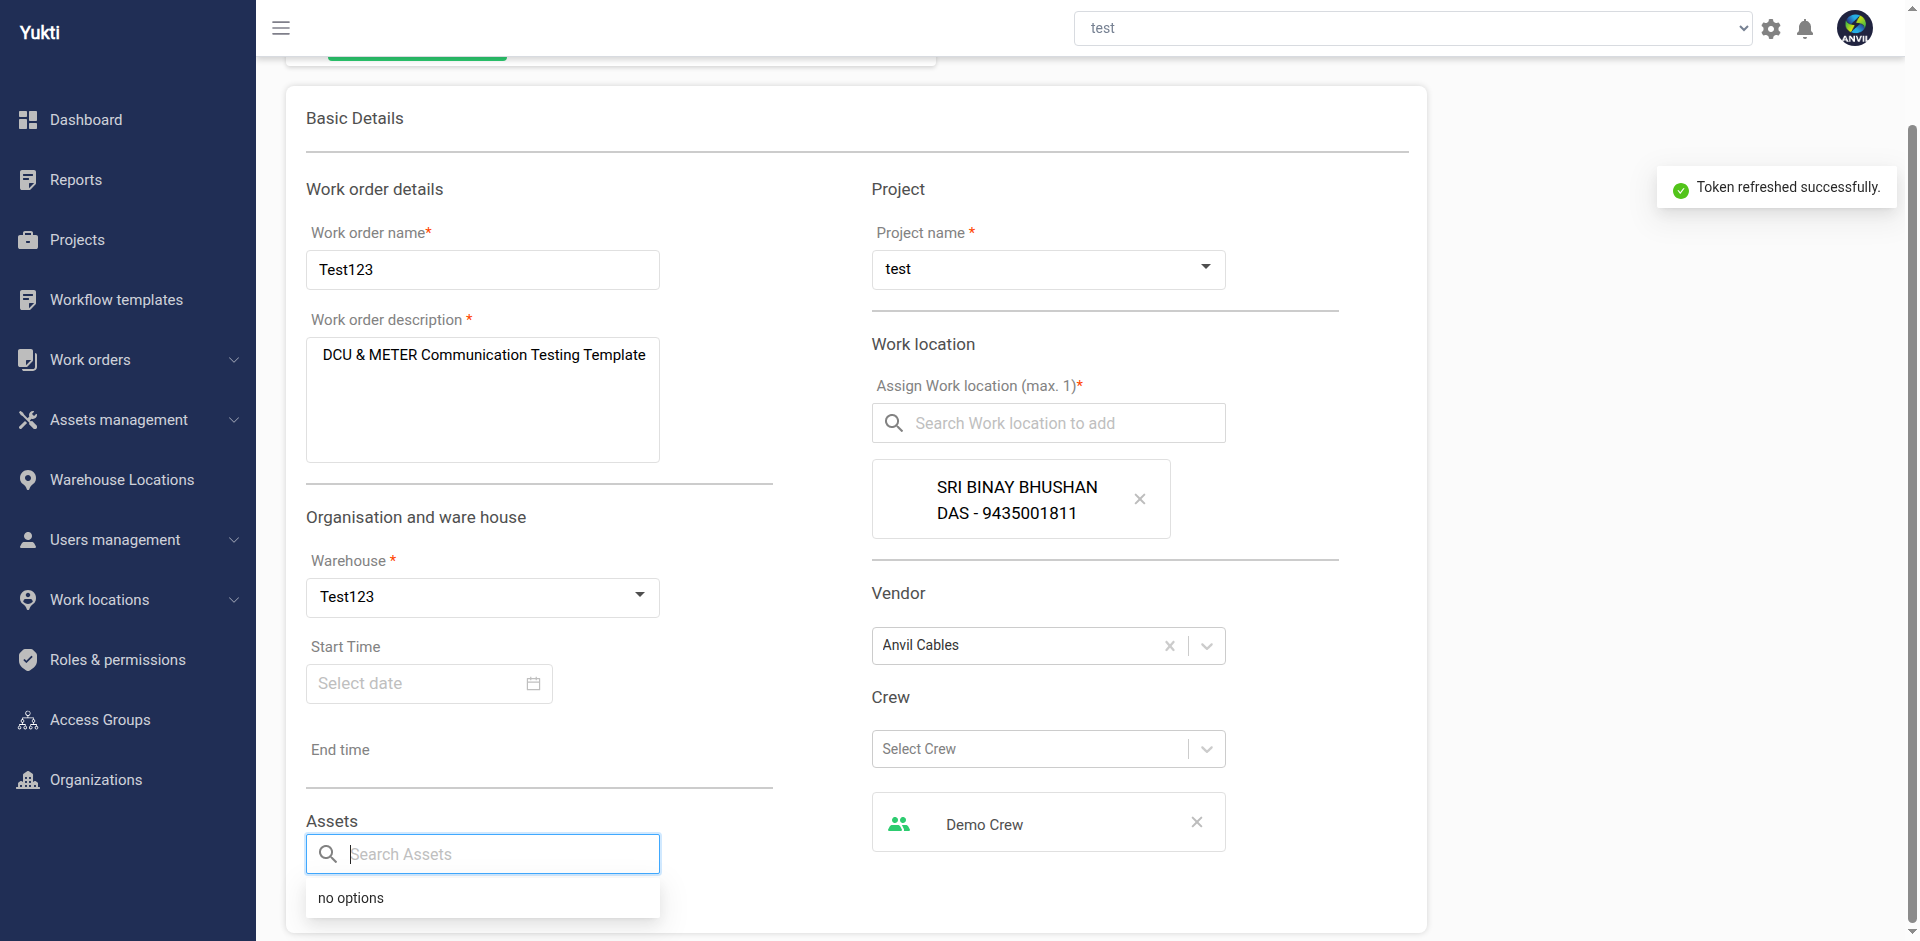 Yukti
test
ANVIL
Dashboard
Reports
Projects
Workflow templates
Work orders
Assets management
Warehouse Locations
Users management
Work locations
Roles & permissions
Access Groups
Organizations
Token refreshed successfully.
Basic Details
Work order details
Work order name*
Test123
Work order description *
DCU & METER Communication Testing Template
Organisation and ware house
Warehouse *
Test123
Start Time
Select date
End time
Assets
Search Assets
no options
Project
Project name *
test
Work location
Assign Work location (max. 1)*
Search Work location to add
SRI BINAY BHUSHAN
DAS - 9435001811
Vendor
Anvil Cables
Crew
Select Crew
Demo Crew